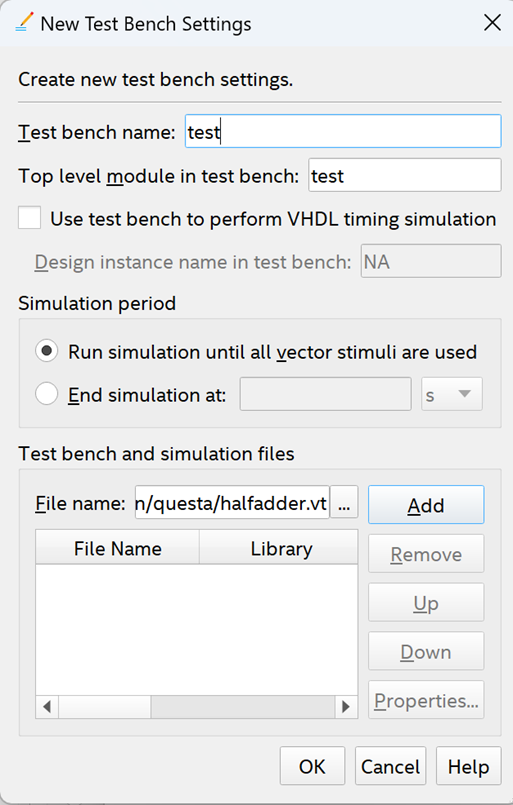 New Test Bench Settings
Create new test bench settings.
Test bench name: test
Top level module in test bench: test
Use test bench to perform VHDL timing simulation
Design instance name in test bench: NA
Simulation period
Run simulation until all vector stimuli are used
End simulation at: s
Test bench and simulation files
File name: n/questa/halfadder.vt ... Add
File Name Library
Remove
Up
Down
Properties...
OK Cancel Help